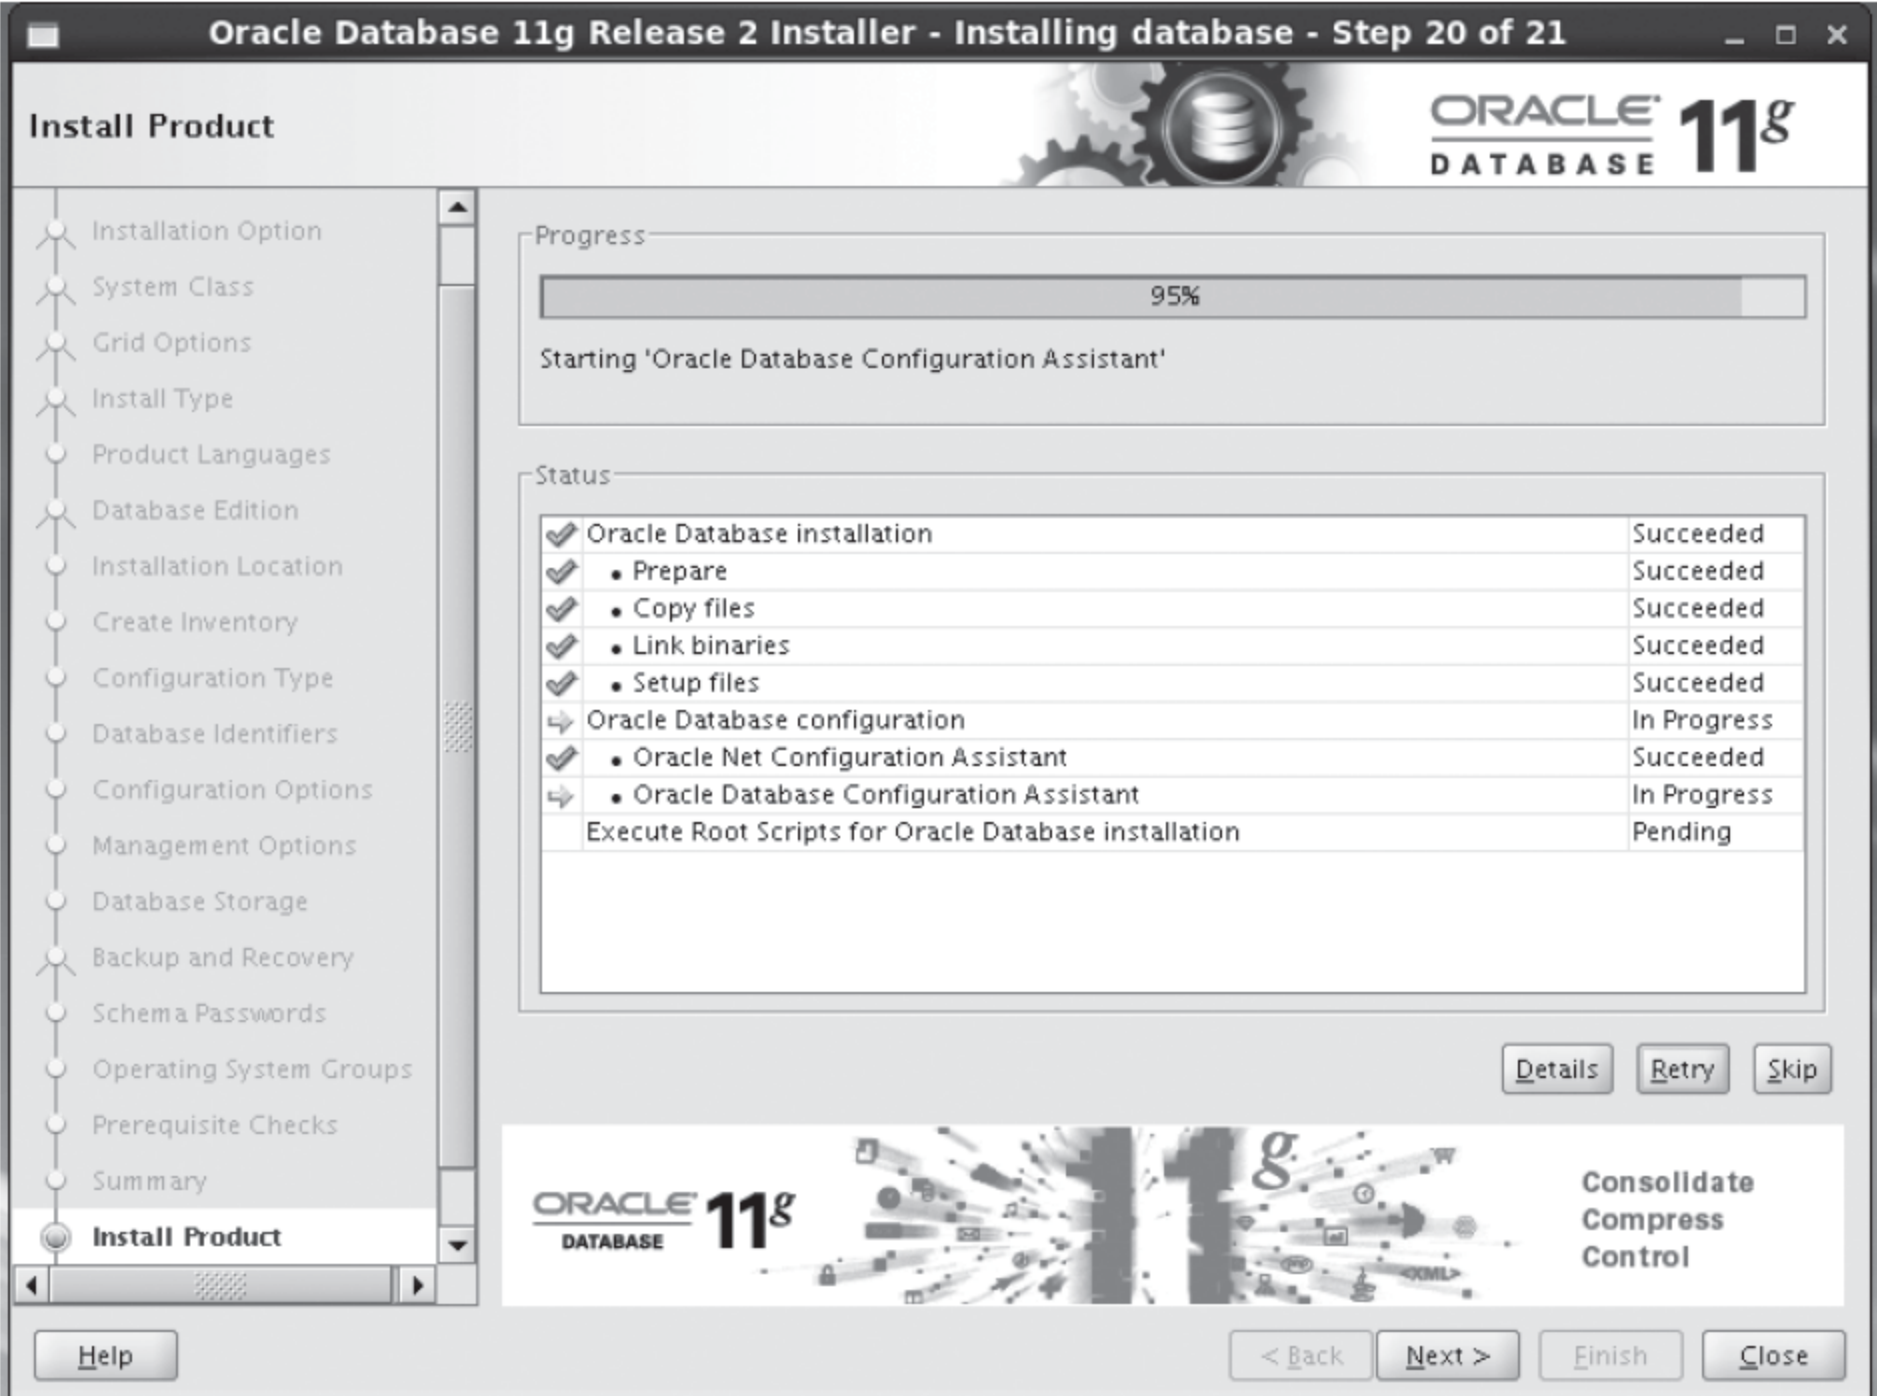 Oracle Database 11g Release 2 Installer - Installing database - Step 20 of 21
Install Product
ORACLE DATABASE 11g
Installation Option
System Class
Grid Options
Install Type
Product Languages
Database Edition
Installation Location
Create Inventory
Configuration Type
Database Identifiers
Configuration Options
Management Options
Database Storage
Backup and Recovery
Schema Passwords
Operating System Groups
Prerequisite Checks
Summary
Install Product
Progress
95%
Starting 'Oracle Database Configuration Assistant'
Status
Oracle Database installation Succeeded
• Prepare Succeeded
• Copy files Succeeded
• Link binaries Succeeded
• Setup files Succeeded
Oracle Database configuration In Progress
• Oracle Net Configuration Assistant Succeeded
• Oracle Database Configuration Assistant In Progress
Execute Root Scripts for Oracle Database installation Pending
Details Retry Skip
ORACLE DATABASE 11g
11g
php
<XML>
Consolidate
Compress
Control
Help < Back Next > Finish Close